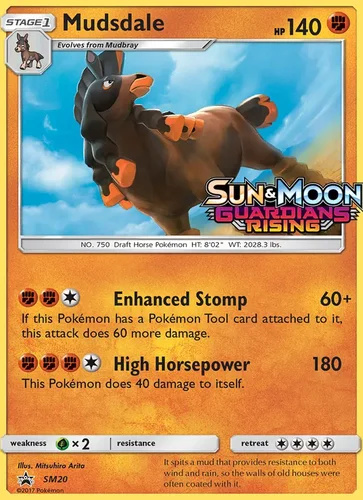 STAGE 1
Mudsdale
HP 140
Evolves from Mudbray
SUN & MOON
GUARDIANS
RISING
NO. 750 Draft Horse Pokémon HT: 8'02" WT: 2028.3 lbs.
Enhanced Stomp 60+
If this Pokémon has a Pokémon Tool card attached to it,
this attack does 60 more damage.
High Horsepower 180
This Pokémon does 40 damage to itself.
weakness × 2 resistance retreat
Illus. Mitsuhiro Arita
PROMO SM20
©2017 Pokémon
It spits a mud that provides resistance to both
wind and rain, so the walls of old houses were
often coated with it.